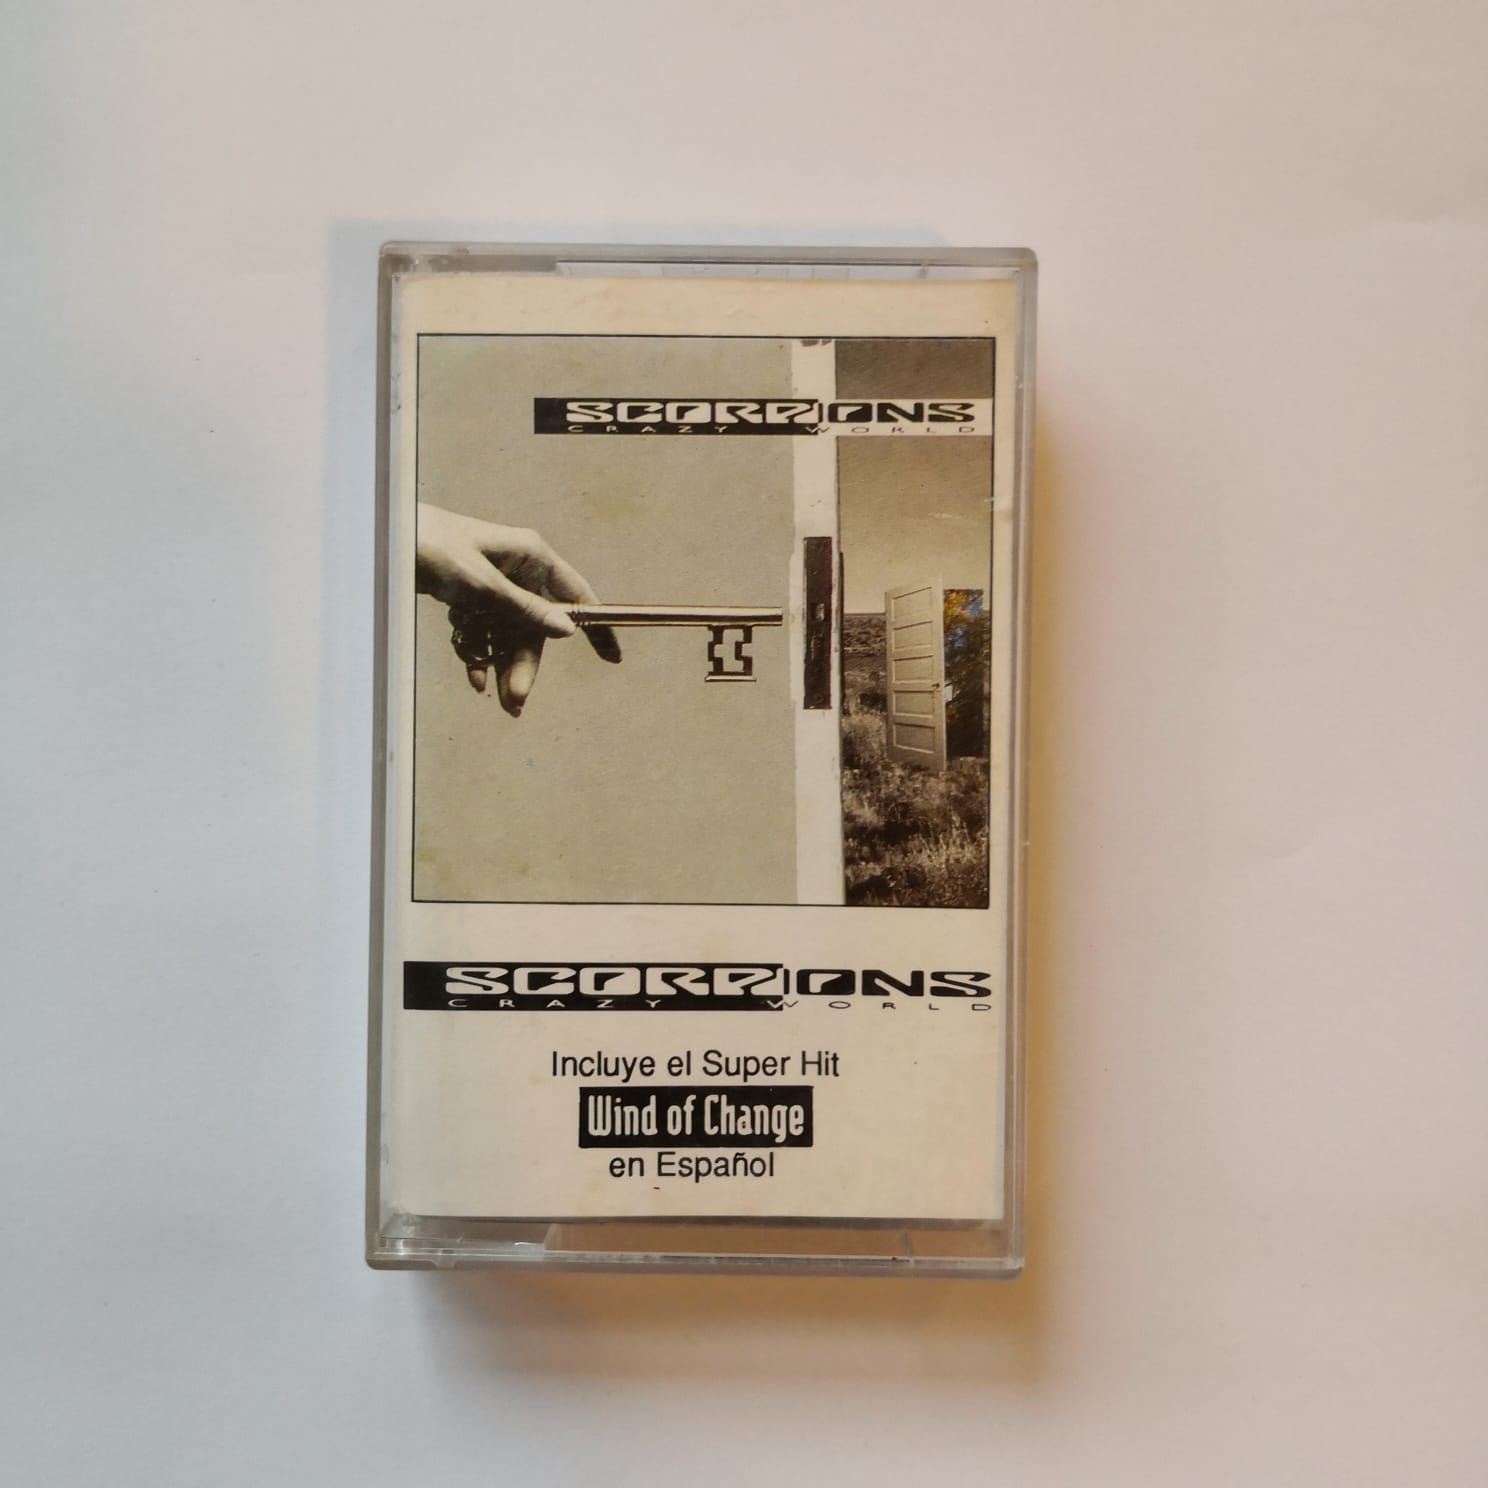 SCORPIONS
CRAZY WORLD
SCORPIONS
CRAZY WORLD
Incluye el Super Hit
Wind of Change
en Español